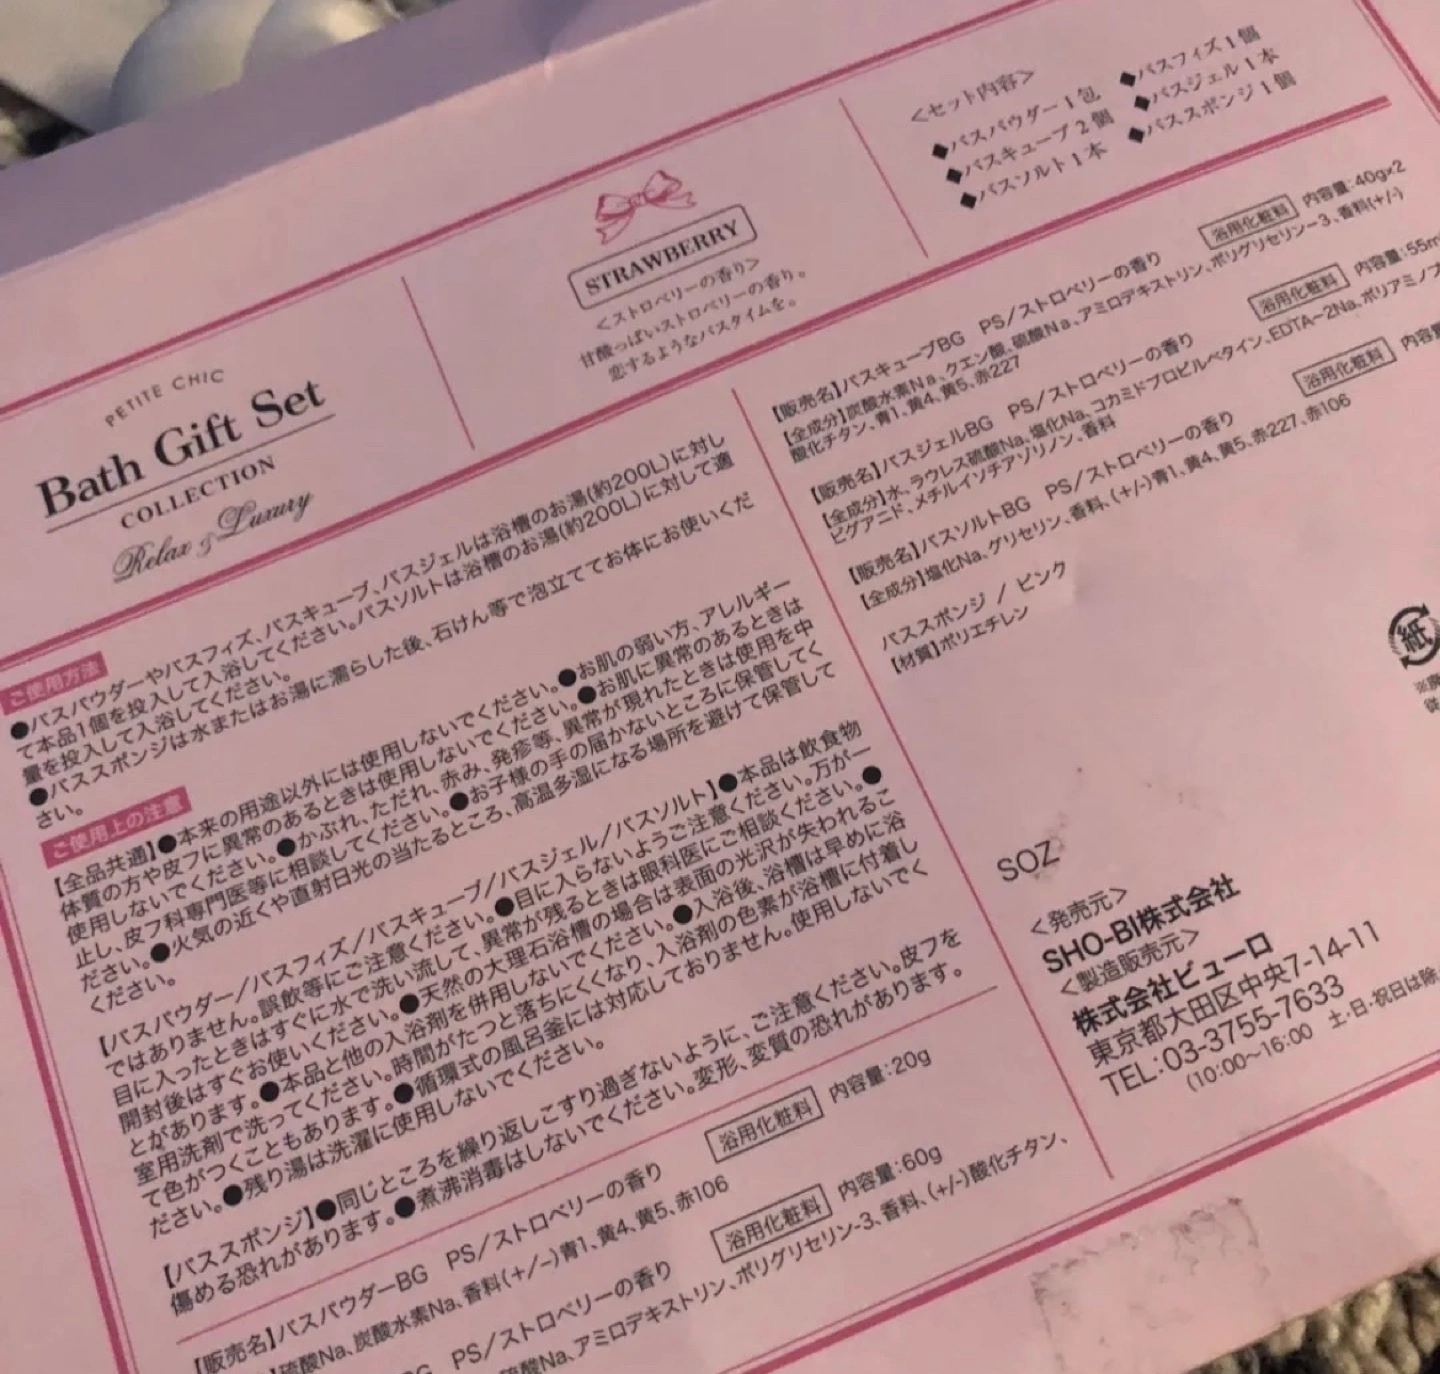 PETITE CHIC
Bath Gift Set
COLLECTION
Relax & Luxury
STRAWBERRY
<ストロベリーの香り>
甘酸っぱいストロベリーの香り。
恋するようなバスタイムを。
<セット内容>
◆バスパウダー1包
◆バスキューブ2個
◆バスソルト1本
◆バスフィズ1個
◆バスジェル1本
◆バススポンジ1個
ご使用方法
●バスパウダーやバスフィズ、バスキューブ、バスジェルは浴槽のお湯(約200L)に対し
て本品1個を投入して入浴してください。バスソルトは浴槽のお湯(約200L)に対して適
量を投入して入浴してください。
●バススポンジは水またはお湯に濡らした後、石けん等で泡立ててお体にお使いくだ
さい。
ご使用上の注意
【全品共通】●本来の用途以外には使用しないでください。●お肌の弱い方、アレルギー
体質の方や皮フに異常のあるときは使用しないでください。●お肌に異常のあるときは
使用しないでください。●かぶれ、ただれ、赤み、発疹等、異常が現れたときは使用を中
止し、皮フ科専門医等に相談してください。●お子様の手の届かないところに保管してく
ださい。●火気の近くや直射日光の当たるところ、高温多湿になる場所を避けて保管して
ください。
【バスパウダー/バスフィズ/バスキューブ/バスジェル/バスソルト】●本品は飲食物
ではありません。誤飲等にご注意ください。●目に入らないようご注意ください。万が一
目に入ったときはすぐに水で洗い流して、異常が残るときは眼科医にご相談ください。●
開封後はすぐお使いください。●天然の大理石浴槽の場合は表面の光沢が失われるこ
とがあります。●本品と他の入浴剤を併用しないでください。●入浴後、浴槽は早めに浴
室用洗剤で洗ってください。時間がたつと落ちにくくなり、入浴剤の色素が浴槽に付着し
て色がつくこともあります。●循環式の風呂釜には対応しておりません。使用しないでく
ださい。●残り湯は洗濯に使用しないでください。
【バススポンジ】●同じところを繰り返しこすり過ぎないように、ご注意ください。皮フを
傷める恐れがあります。●煮沸消毒はしないでください。変形、変質の恐れがあります。
【販売名】バスパウダーBG PS/ストロベリーの香り 浴用化粧料 内容量:20g
硫酸Na、炭酸水素Na、香料(+/-)青1、黄4、黄5、赤106
BG PS/ストロベリーの香り 浴用化粧料 内容量:60g
硫酸Na、アミロデキストリン、ポリグリセリン-3、香料、(+/-)酸化チタン、
【販売名】バスキューブBG PS/ストロベリーの香り 浴用化粧料 内容量:40g×2
【全成分】炭酸水素Na、クエン酸、硫酸Na、アミロデキストリン、ポリグリセリン-3、香料(+/-)
酸化チタン、青1、黄4、黄5、赤227
【販売名】バスジェルBG PS/ストロベリーの香り 浴用化粧料 内容量:55m
【全成分】水、ラウレス硫酸Na、塩化Na、コカミドプロピルベタイン、EDTA-2Na、ポリアミノプ
ビグアニド、メチルイソチアゾリノン、香料
【販売名】バスソルトBG PS/ストロベリーの香り 浴用化粧料 内容量
【全成分】塩化Na、グリセリン、香料、(+/-)青1、黄4、黄5、赤227、赤106
バススポンジ / ピンク
【材質】ポリエチレン
紙
SOZ
<発売元>
SHO-BI株式会社
<製造販売元>
株式会社ビューロ
東京都大田区中央7-14-11
TEL:03-3755-7633
(10:00~16:00 土・日・祝日は除